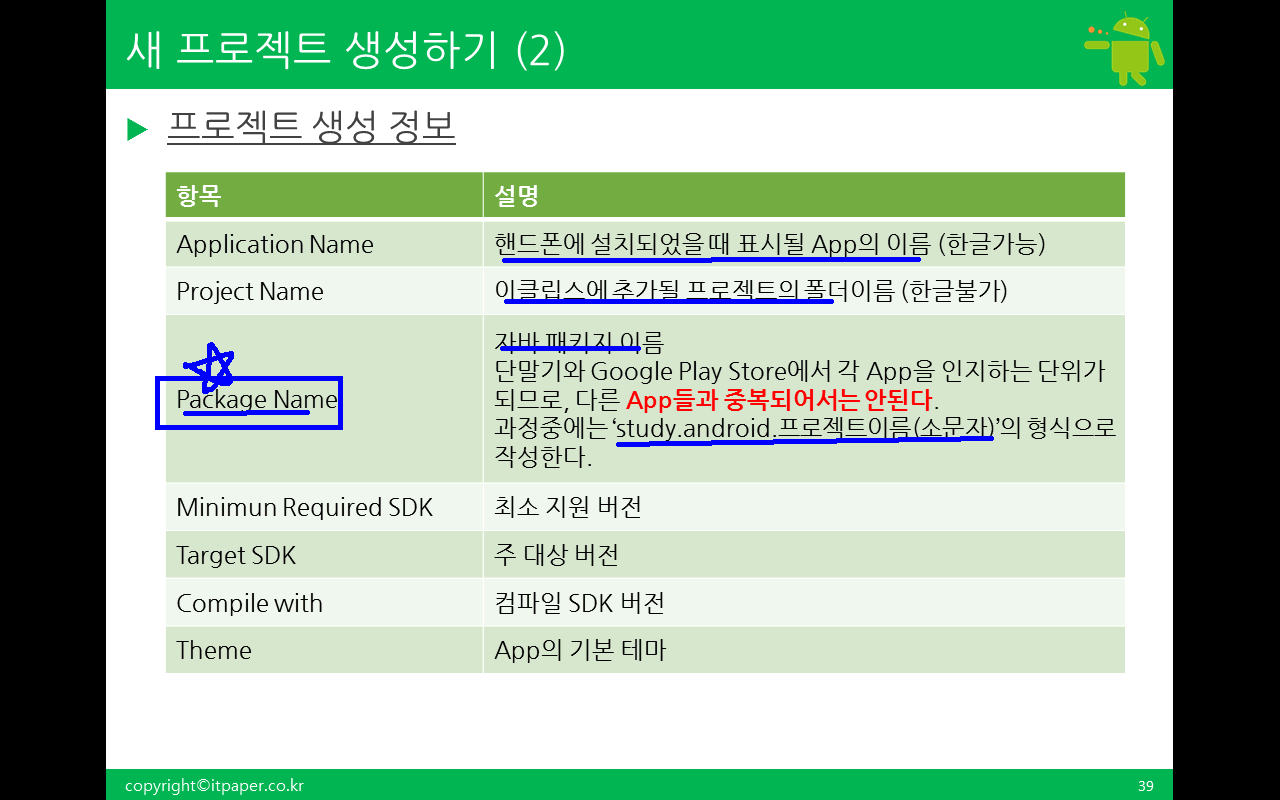 새 프로젝트 생성하기 (2)
프로젝트 생성 정보
항목 설명
Application Name 핸드폰에 설치되었을 때 표시될 App의 이름 (한글가능)
Project Name 이클립스에 추가될 프로젝트의 폴더이름 (한글불가)
Package Name
자바 패키지 이름
단말기와 Google Play Store에서 각 App을 인지하는 단위가
되므로, 다른 App들과 중복되어서는 안된다.
과정중에는 ‘study.android.프로젝트이름(소문자)’의 형식으로
작성한다.
Minimun Required SDK 최소 지원 버전
Target SDK 주 대상 버전
Compile with 컴파일 SDK 버전
Theme App의 기본 테마
copyright©itpaper.co.kr 39